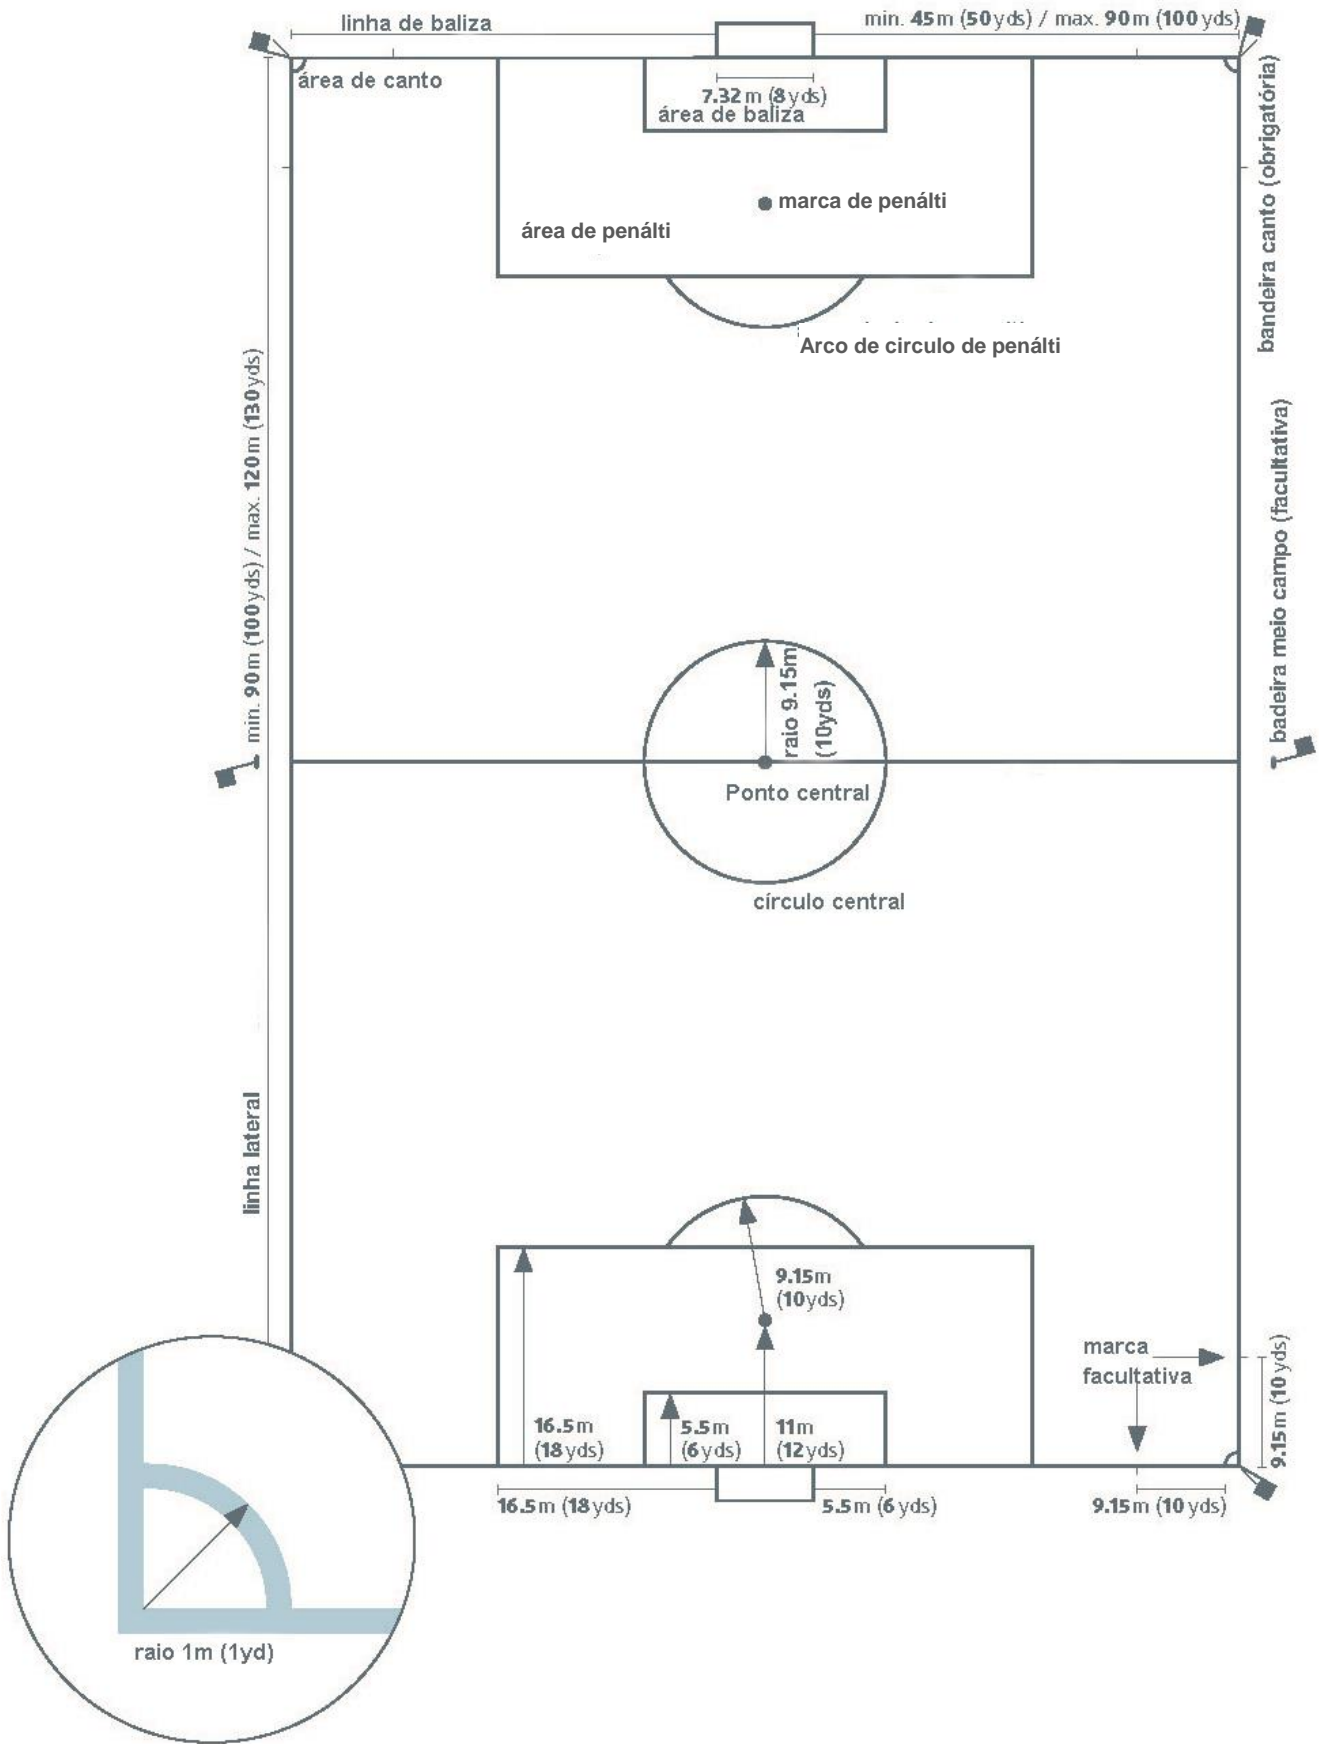 linha de baliza
min. 45m (50yds) / max. 90m (100yds)
área de canto
7.32m (8yds)
área de baliza
marca de penálti
área de penálti
Arco de circulo de penálti
bandeira canto (obrigatória)
min. 90m (100yds) / max. 120m (130yds)
badeira meio campo (facultativa)
raio 9.15m
(10yds)
Ponto central
círculo central
linha lateral
9.15m
(10yds)
marca
facultativa
9.15m (10 yds)
16.5m
(18yds)
5.5m
(6yds)
11m
(12yds)
16.5m (18yds)
5.5m (6yds)
9.15m (10yds)
raio 1m (1yd)